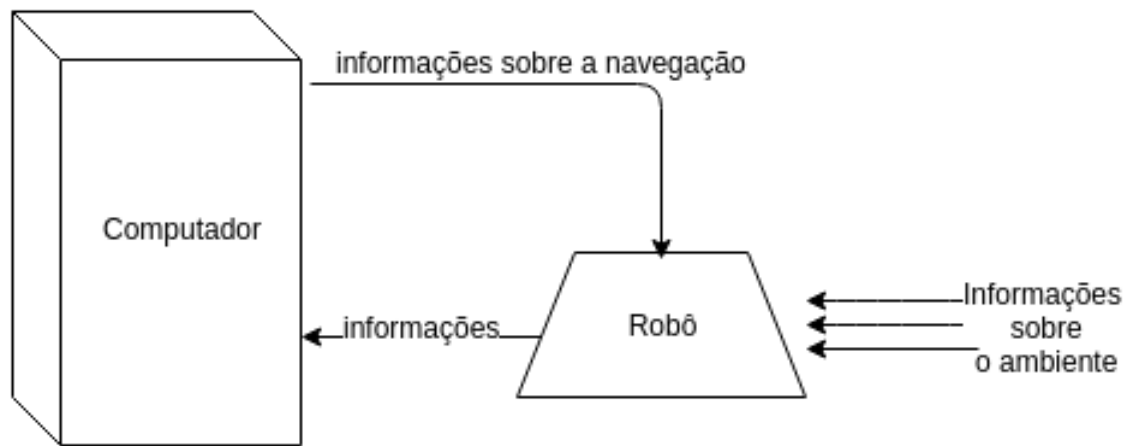 informações sobre a navegação
Computador
informações
Robô
Informações
sobre
o ambiente